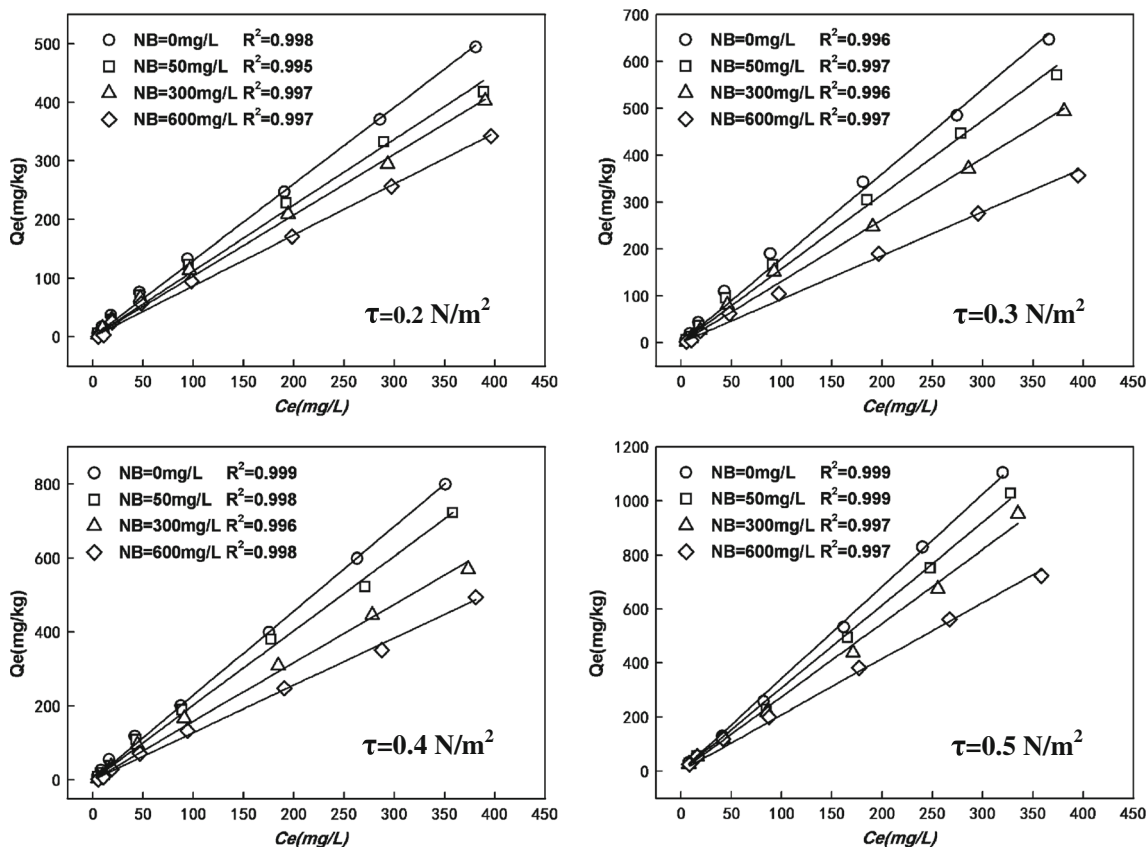 500
400
300
200
100
0
Qe(mg/kg)
NB=0mg/L R²=0.998
NB=50mg/L R²=0.995
NB=300mg/L R²=0.997
NB=600mg/L R²=0.997
τ=0.2 N/m²
0 50 100 150 200 250 300 350 400 450
Ce(mg/L)
700
600
500
400
300
200
100
0
Qe(mg/kg)
NB=0mg/L R²=0.996
NB=50mg/L R²=0.997
NB=300mg/L R²=0.996
NB=600mg/L R²=0.997
τ=0.3 N/m²
0 50 100 150 200 250 300 350 400 450
Ce(mg/L)
800
600
400
200
0
Qe(mg/kg)
NB=0mg/L R²=0.999
NB=50mg/L R²=0.998
NB=300mg/L R²=0.996
NB=600mg/L R²=0.998
τ=0.4 N/m²
0 50 100 150 200 250 300 350 400 450
Ce(mg/L)
1200
1000
800
600
400
200
0
Qe(mg/kg)
NB=0mg/L R²=0.999
NB=50mg/L R²=0.999
NB=300mg/L R²=0.997
NB=600mg/L R²=0.997
τ=0.5 N/m²
0 50 100 150 200 250 300 350 400 450
Ce(mg/L)